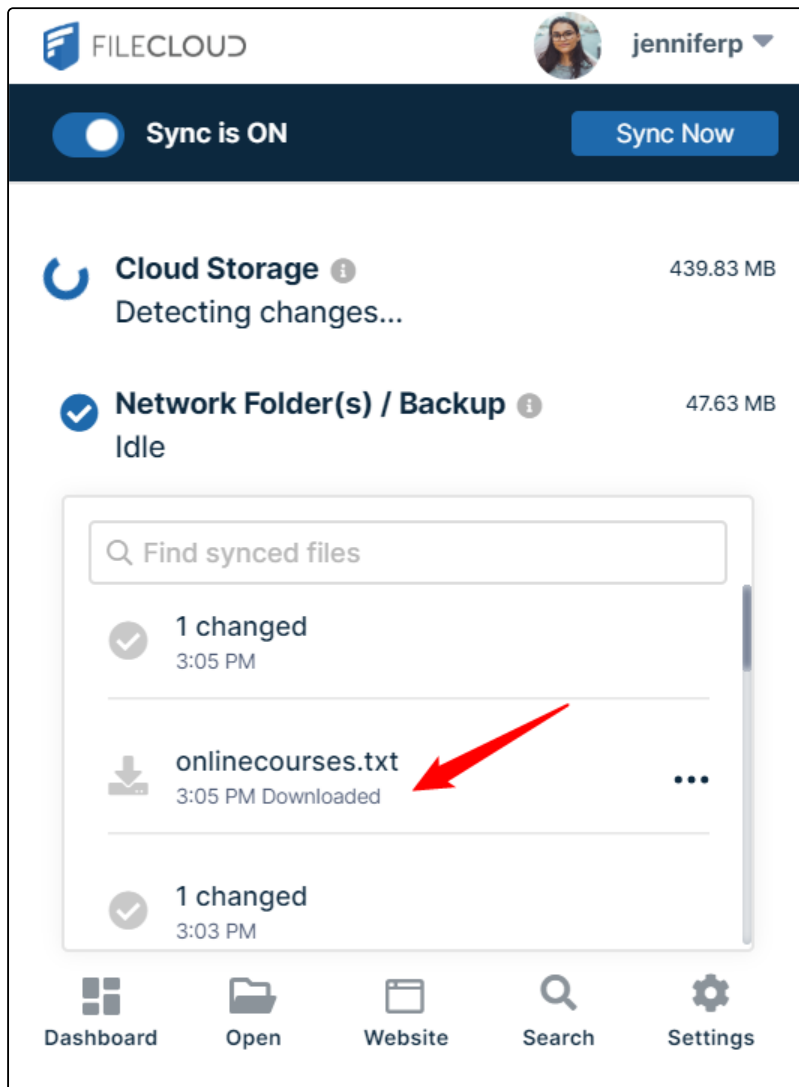 FILECLOUD
jenniferp
Sync is ON
Sync Now
Cloud Storage
439.83 MB
Detecting changes...
Network Folder(s) / Backup
47.63 MB
Idle
Find synced files
1 changed
3:05 PM
onlinecourses.txt
3:05 PM Downloaded
1 changed
3:03 PM
Dashboard
Open
Website
Search
Settings